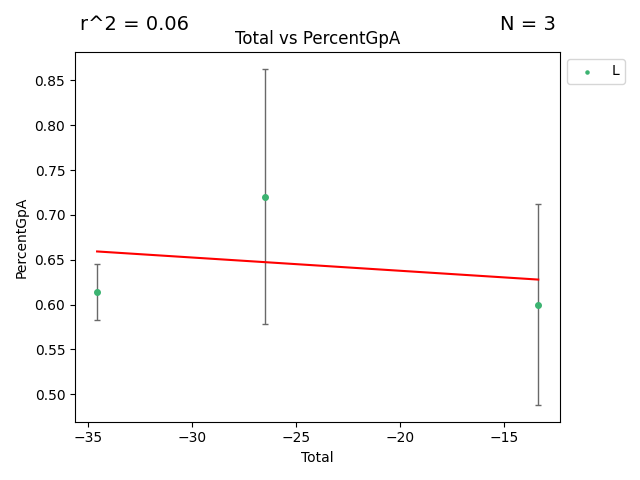 r^2 = 0.06
N = 3
Total vs PercentGpA
L
PercentGpA
0.85
0.80
0.75
0.70
0.65
0.60
0.55
0.50
−35
−30
−25
−20
−15
Total